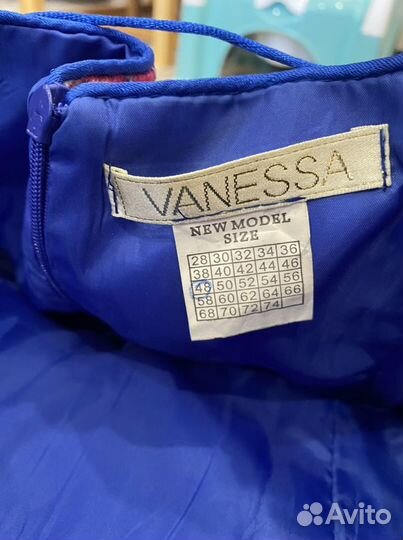 VANESSA
NEW MODEL
SIZE
28 30 32 34 36
38 40 42 44 46
48 50 52 54 56
58 60 62 64 66
68 70 72 74
Avito